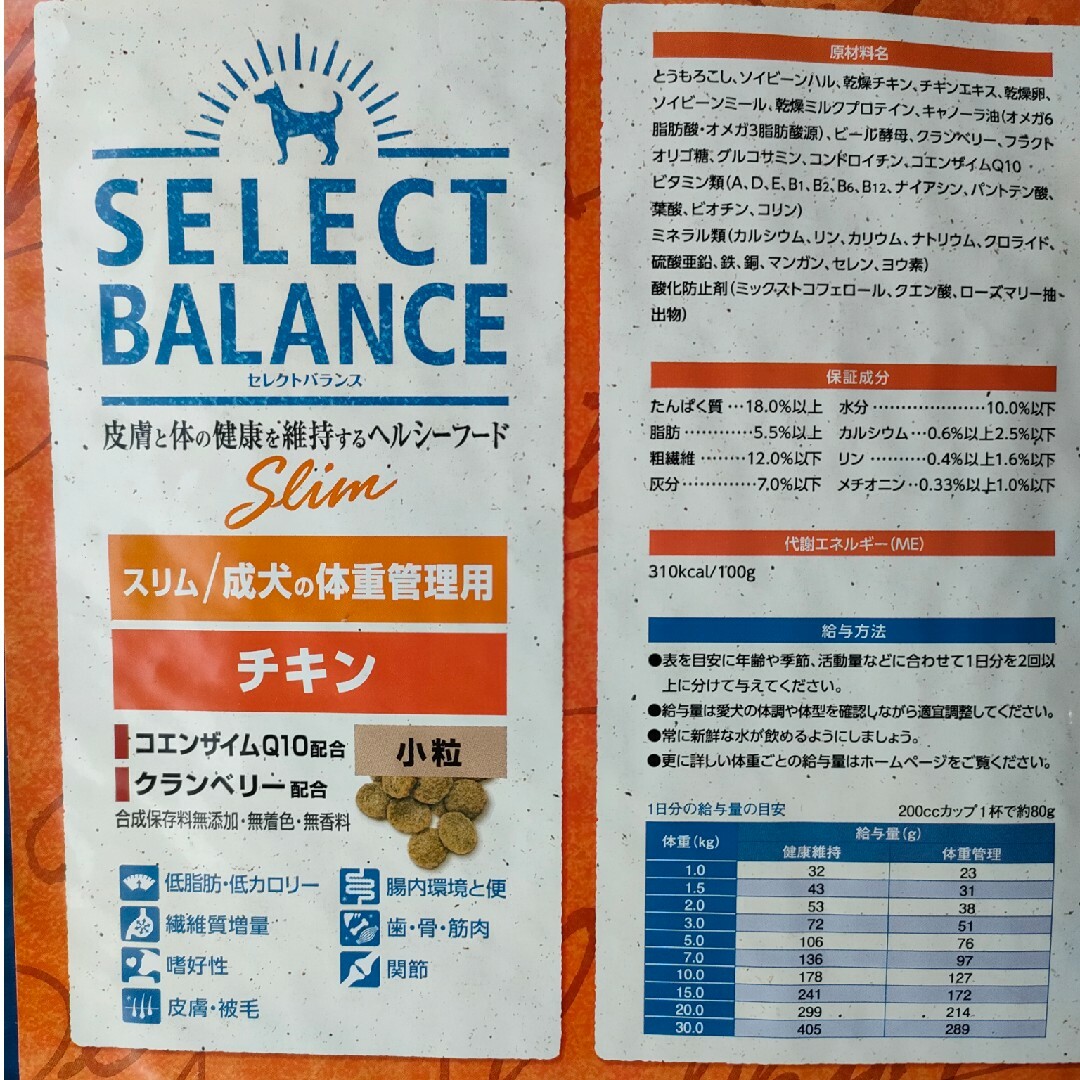 SELECT
BALANCE
セレクトバランス
皮膚と体の健康を維持するヘルシーフード
Slim
スリム/成犬の体重管理用
チキン
コエンザイムQ10配合
小粒
クランベリー配合
合成保存料無添加・無着色・無香料
低脂肪・低カロリー
腸内環境と便
繊維質増量
歯・骨・筋肉
嗜好性
関節
皮膚・被毛
原材料名
とうもろこし、ソイビーンハル、乾燥チキン、チキンエキス、乾燥卵、
ソイビーンミール、乾燥ミルクプロテイン、キャノーラ油(オメガ6
脂肪酸・オメガ3脂肪酸源)、ビール酵母、クランベリー、フラクト
オリゴ糖、グルコサミン、コンドロイチン、コエンザイムQ10
ビタミン類(A、D、E、B1、B2、B6、B12、ナイアシン、パントテン酸、
葉酸、ビオチン、コリン)
ミネラル類(カルシウム、リン、カリウム、ナトリウム、クロライド、
硫酸亜鉛、鉄、銅、マンガン、セレン、ヨウ素)
酸化防止剤(ミックストコフェロール、クエン酸、ローズマリー抽
出物)
保証成分
たんぱく質…18.0%以上 水分…………………10.0%以下
脂肪…………5.5%以上 カルシウム…0.6%以上2.5%以下
粗繊維………12.0%以下 リン………0.4%以上1.6%以下
灰分…………7.0%以下 メチオニン…0.33%以上1.0%以下
代謝エネルギー(ME)
310kcal/100g
給与方法
●表を目安に年齢や季節、活動量などに合わせて1日分を2回以
上に分けて与えてください。
●給与量は愛犬の体調や体型を確認しながら適宜調整してください。
●常に新鮮な水が飲めるようにしましょう。
●更に詳しい体重ごとの給与量はホームページをご覧ください。
1日分の給与量の目安 200ccカップ1杯で約80g
体重(kg) 給与量(g)
健康維持 体重管理
1.0 32 23
1.5 43 31
2.0 53 38
3.0 72 51
5.0 106 76
7.0 136 97
10.0 178 127
15.0 241 172
20.0 299 214
30.0 405 289